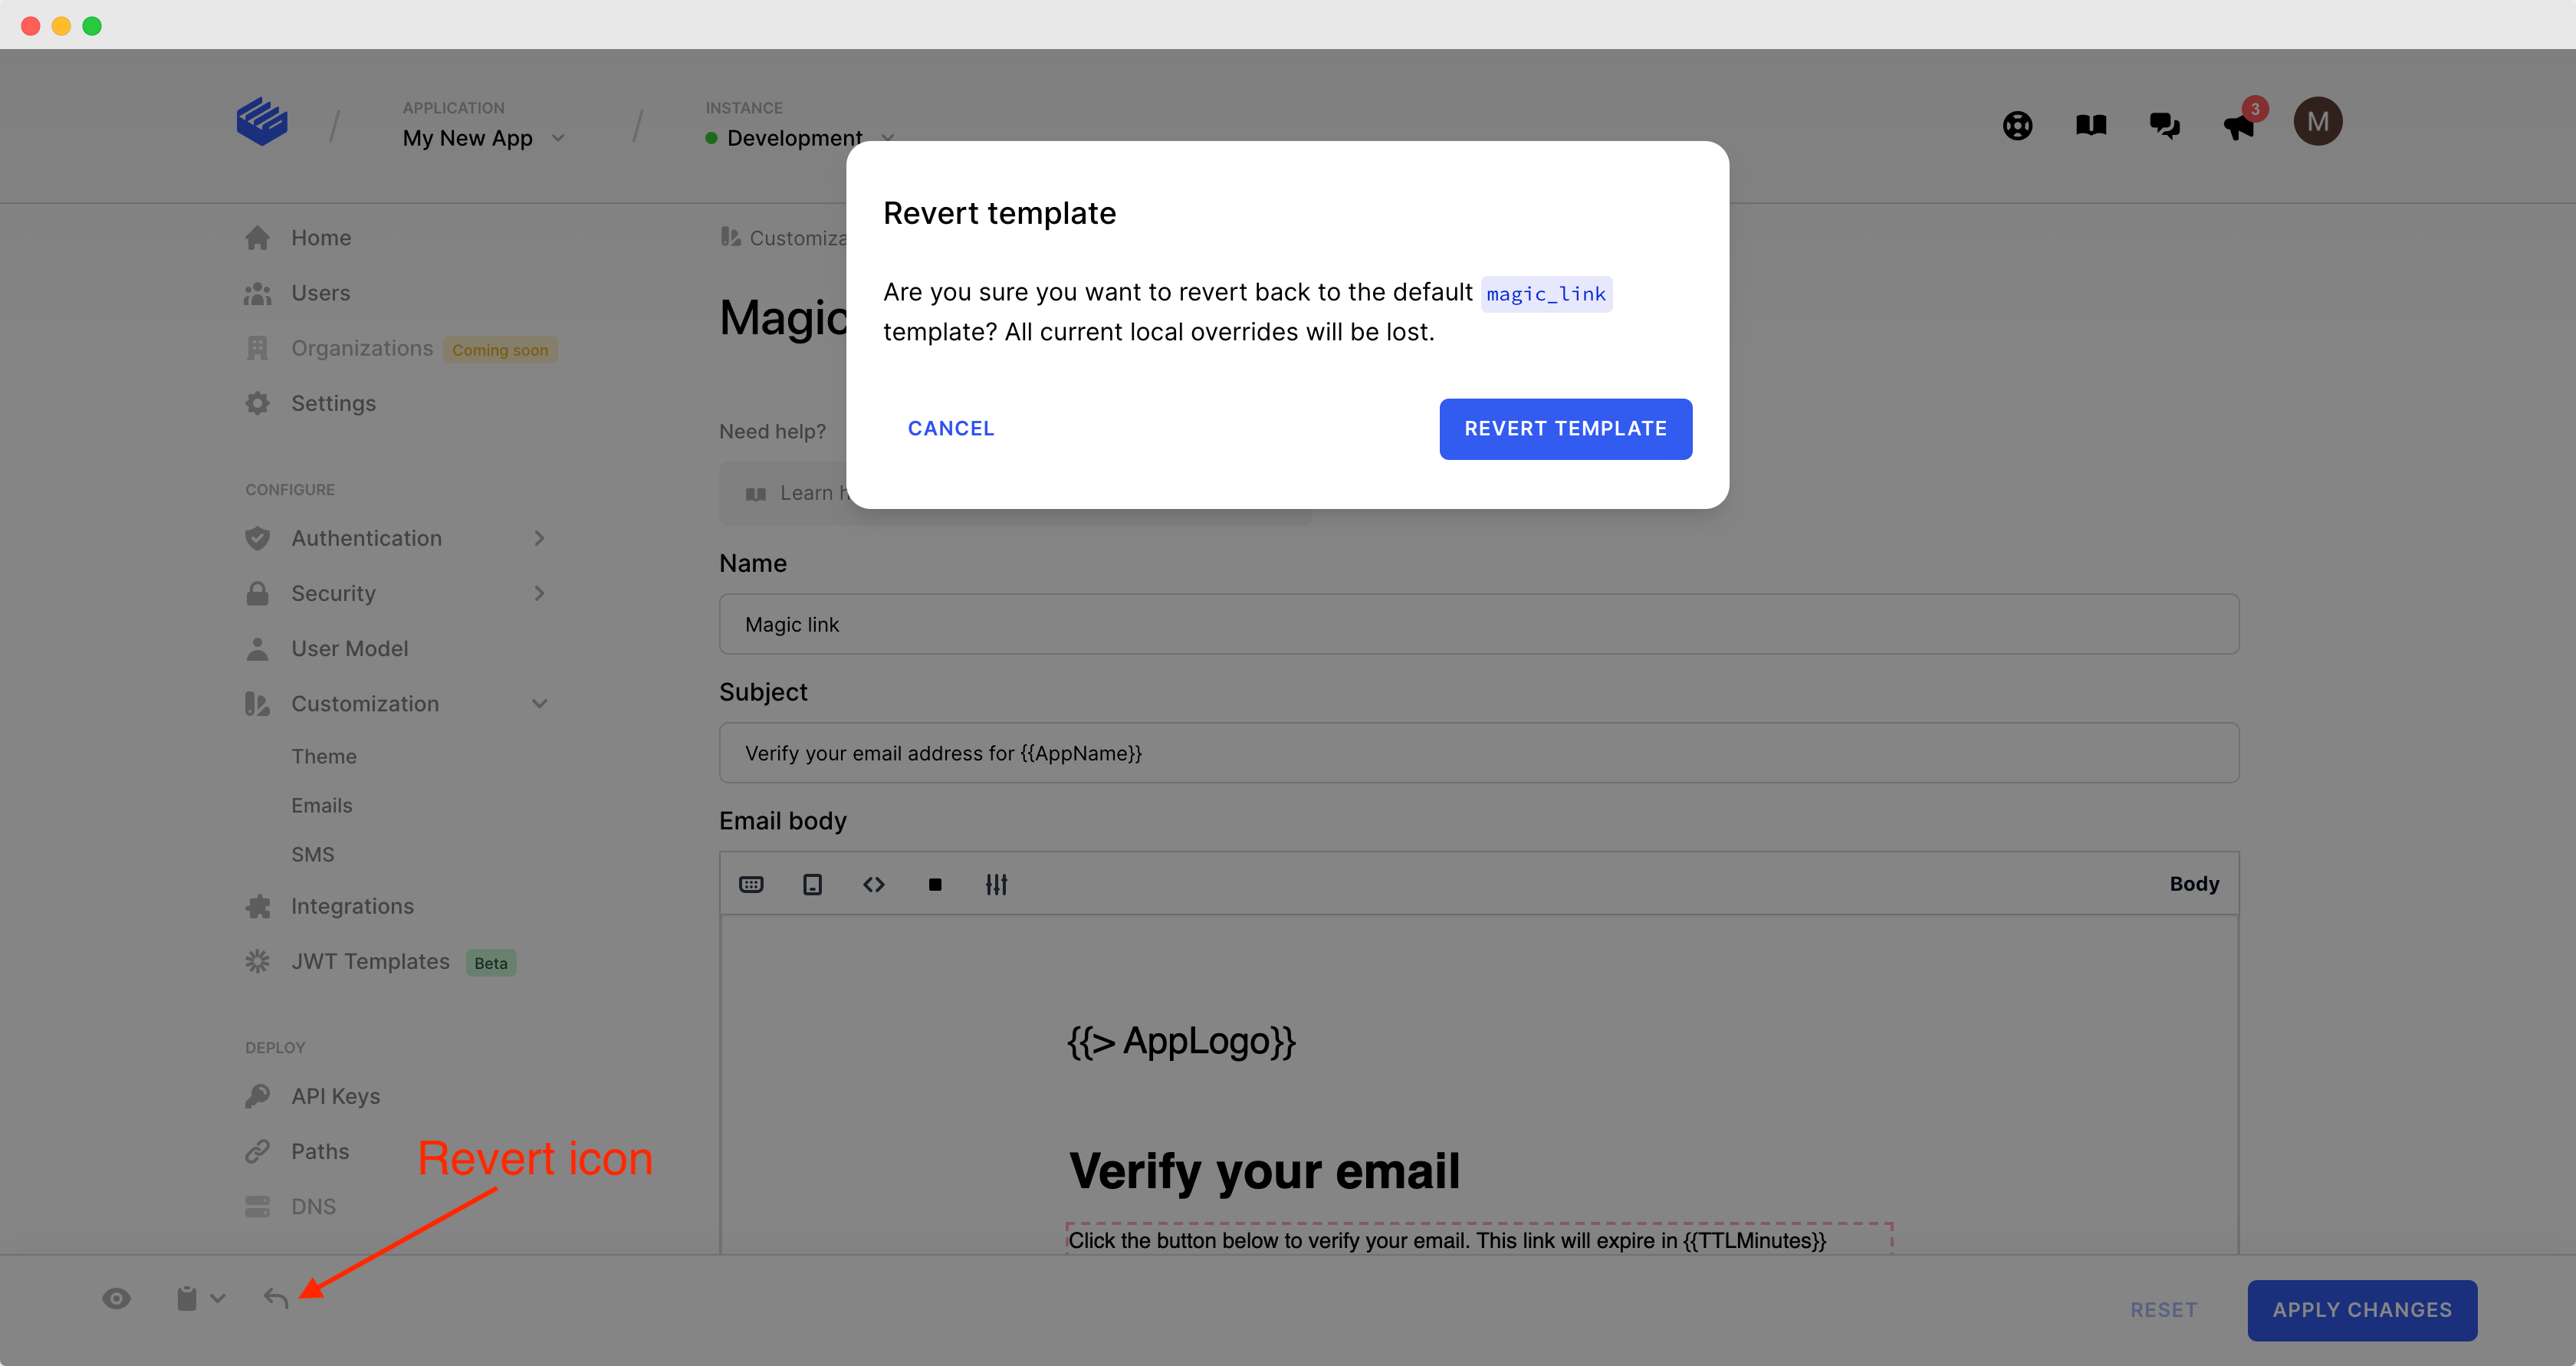 APPLICATION
My New App
INSTANCE
Development
3
M
Home
Users
Organizations Coming soon
Settings
CONFIGURE
Authentication
Security
User Model
Customization
Theme
Emails
SMS
Integrations
JWT Templates Beta
DEPLOY
API Keys
Paths
DNS
Revert icon
Customiza
Magic
Need help?
Learn h
Revert template
Are you sure you want to revert back to the default magic_link
template? All current local overrides will be lost.
CANCEL
REVERT TEMPLATE
Name
Magic link
Subject
Verify your email address for {{AppName}}
Email body
Body
{{> AppLogo}}
Verify your email
Click the button below to verify your email. This link will expire in {{TTLMinutes}}
RESET
APPLY CHANGES